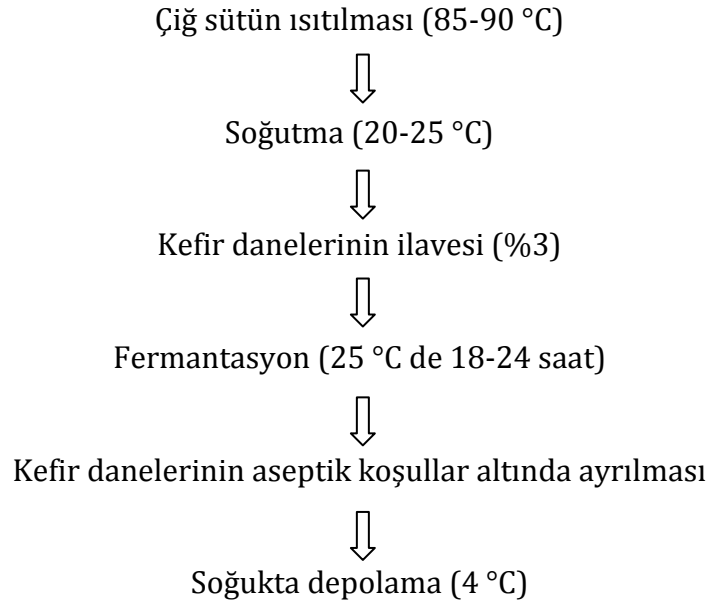 Çiğ sütün ısıtılması (85-90 °C)
Soğutma (20-25 °C)
Kefir danelerinin ilavesi (%3)
Fermantasyon (25 °C de 18-24 saat)
Kefir danelerinin aseptik koşullar altında ayrılması
Soğukta depolama (4 °C)